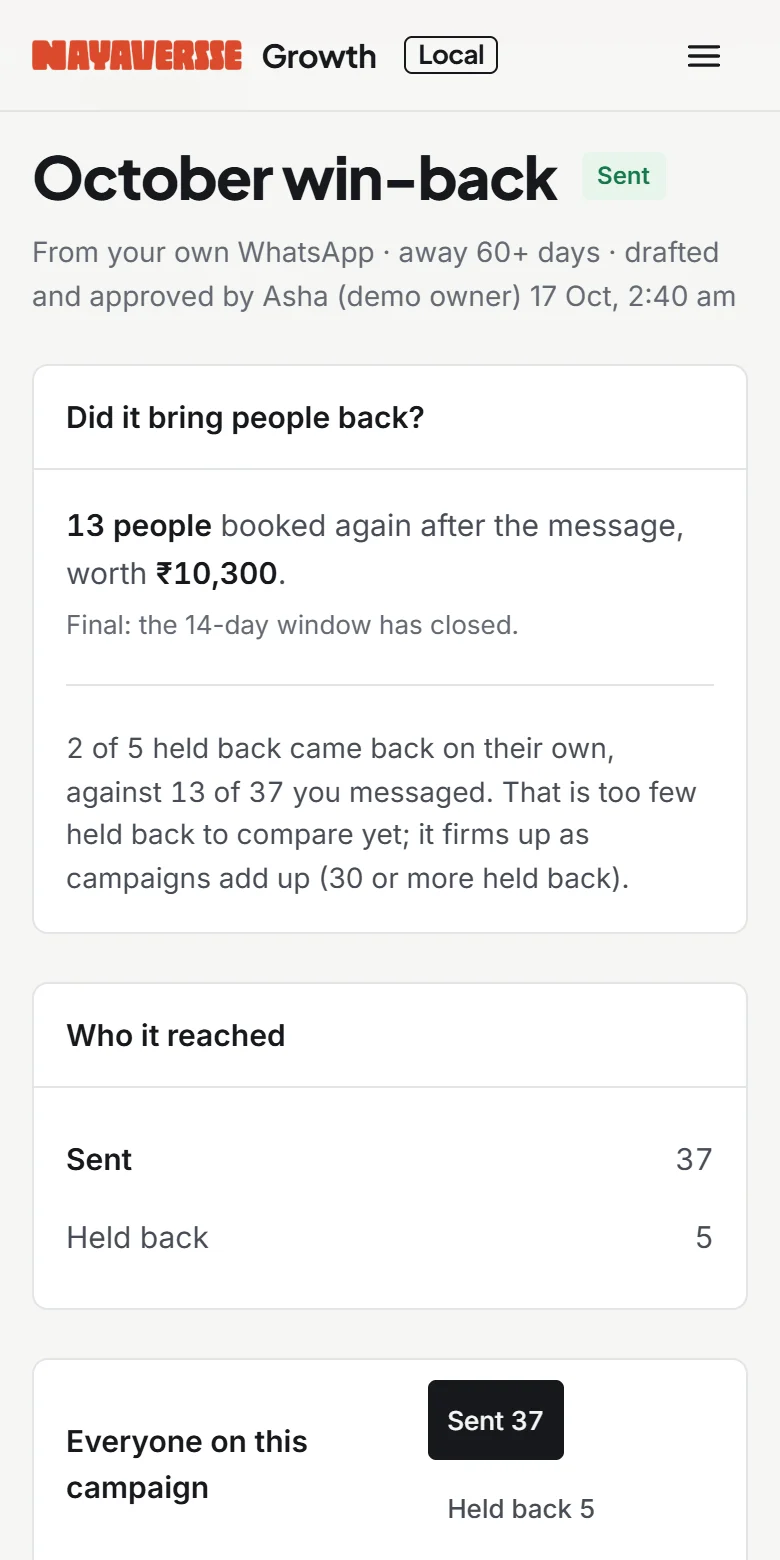 NAYAVERSSE Growth Local
October win-back Sent
From your own WhatsApp · away 60+ days · drafted
and approved by Asha (demo owner) 17 Oct, 2:40 am
Did it bring people back?
13 people booked again after the message,
worth ₹10,300.
Final: the 14-day window has closed.
2 of 5 held back came back on their own,
against 13 of 37 you messaged. That is too few
held back to compare yet; it firms up as
campaigns add up (30 or more held back).
Who it reached
Sent 37
Held back 5
Everyone on this
campaign
Sent 37
Held back 5